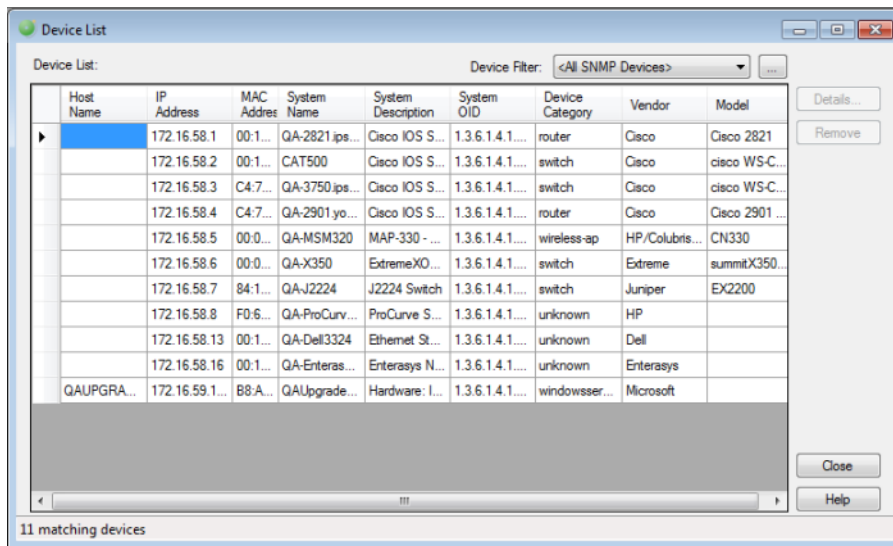 Device List
Device List: Device Filter: <All SNMP Devices> ...
Host Name IP Address MAC Addres System Name System Description System OID Device Category Vendor Model
172.16.58.1 00:1... QA-2821.ips... Cisco IOS S... 1.3.6.1.4.1.... router Cisco Cisco 2821
172.16.58.2 00:1... CAT500 Cisco IOS S... 1.3.6.1.4.1.... switch Cisco cisco WS-C...
172.16.58.3 C4:7... QA-3750.ips... Cisco IOS S... 1.3.6.1.4.1.... switch Cisco cisco WS-C...
172.16.58.4 C4:7... QA-2901.yo... Cisco IOS S... 1.3.6.1.4.1.... router Cisco Cisco 2901 ...
172.16.58.5 00:0... QA-MSM320 MAP-330 - ... 1.3.6.1.4.1.... wireless-ap HP/Colubris... CN330
172.16.58.6 00:0... QA-X350 ExtremeXO... 1.3.6.1.4.1.... switch Extreme summitX350...
172.16.58.7 84:1... QA-J2224 J2224 Switch 1.3.6.1.4.1.... switch Juniper EX2200
172.16.58.8 F0:6... QA-ProCurv... ProCurve S... 1.3.6.1.4.1.... unknown HP
172.16.58.13 00:1... QA-Dell3324 Ethernet St... 1.3.6.1.4.1.... unknown Dell
172.16.58.16 00:1... QA-Enteras... Enterasys N... 1.3.6.1.4.1.... unknown Enterasys
QAUPGRA... 172.16.59.1... B8:A... QAUpgrade... Hardware: I... 1.3.6.1.4.1.... windowsser... Microsoft
Details...
Remove
Close
Help
11 matching devices